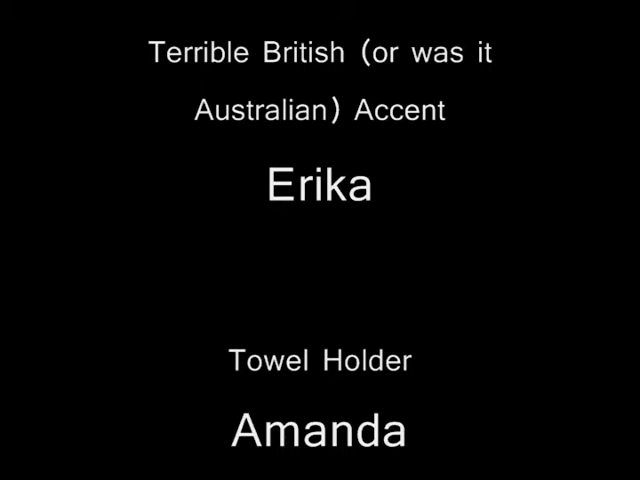 Terrible British (or was it
Australian) Accent
Erika
Towel Holder
Amanda